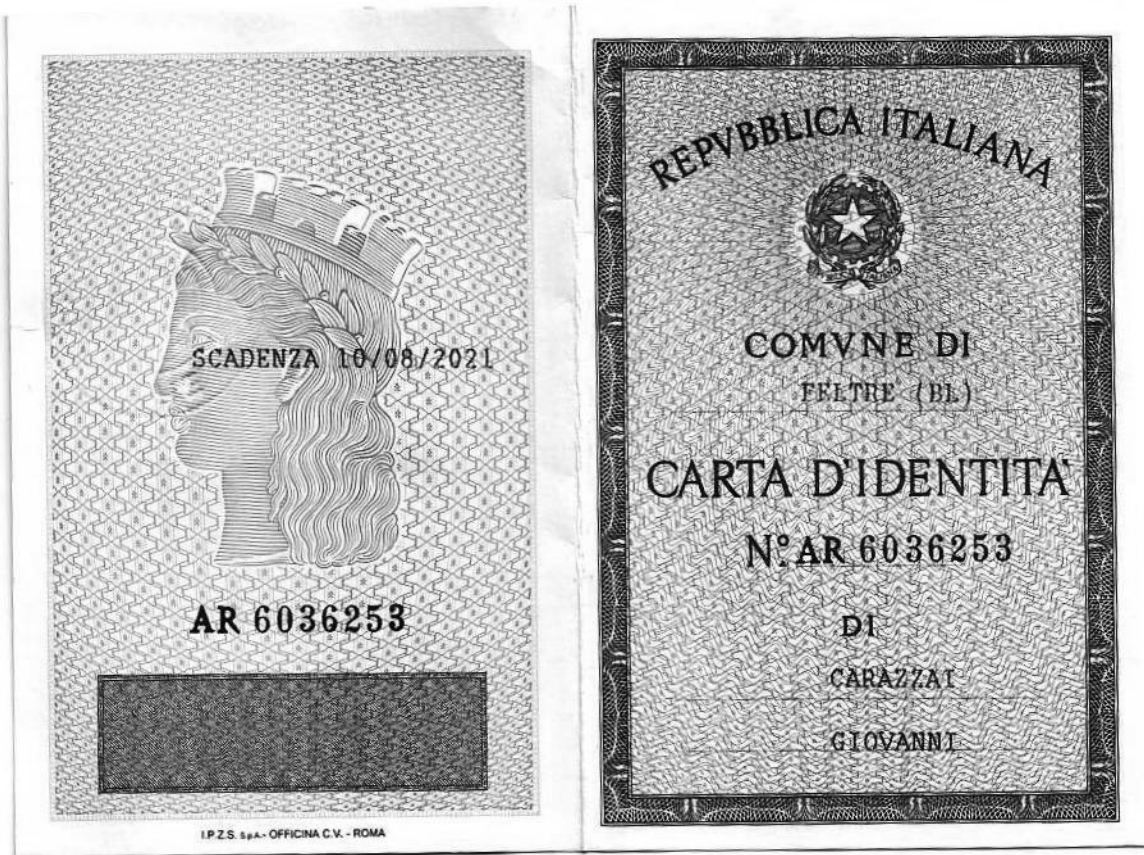 SCADENZA 10/08/2021
AR 6036253
I.P.Z.S. S.p.A. - OFFICINA C.V. - ROMA
REPVBBLICA ITALIANA
COMVNE DI
FELTRE (BL)
CARTA D'IDENTITA'
N° AR 6036253
DI
CARAZZAI
GIOVANNI